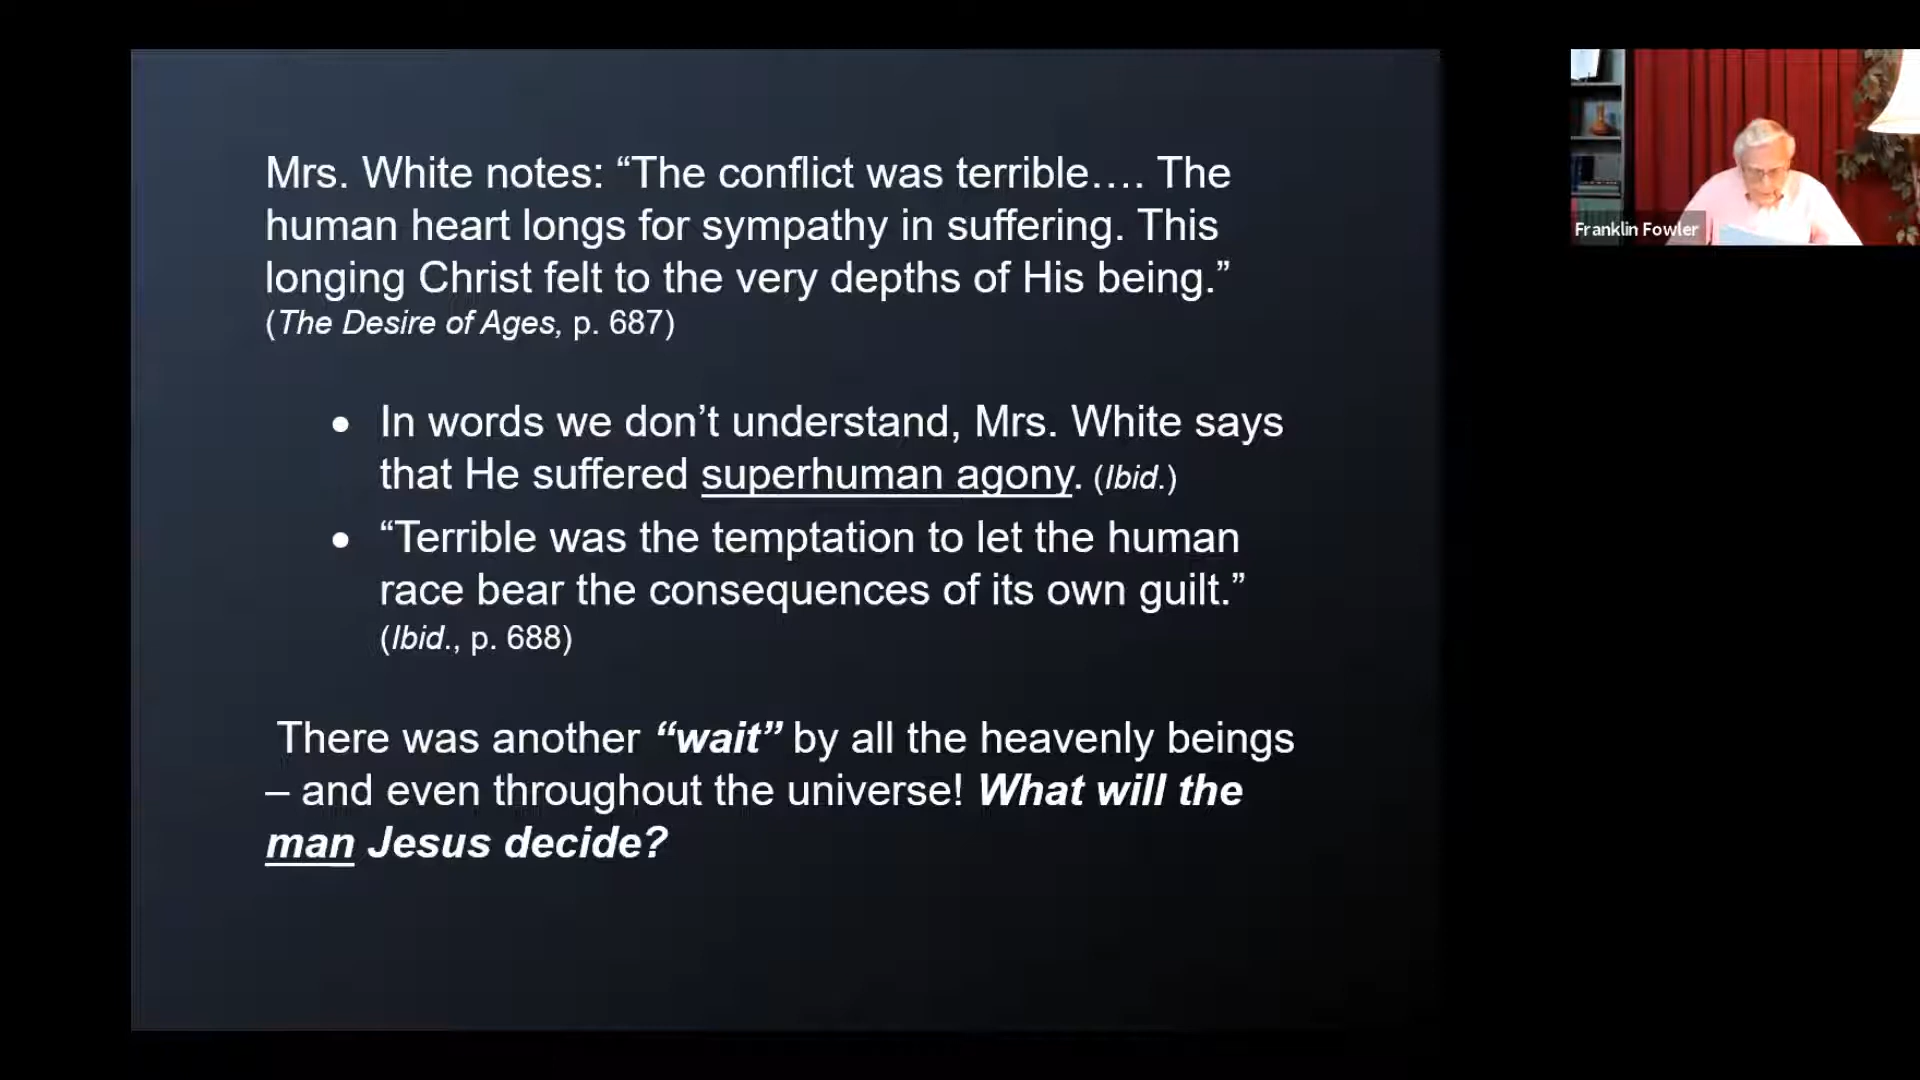 Mrs. White notes: “The conflict was terrible…. The
human heart longs for sympathy in suffering. This
longing Christ felt to the very depths of His being.”
(The Desire of Ages, p. 687)
• In words we don’t understand, Mrs. White says
that He suffered superhuman agony. (Ibid.)
• “Terrible was the temptation to let the human
race bear the consequences of its own guilt.”
(Ibid., p. 688)
There was another “wait” by all the heavenly beings
– and even throughout the universe! What will the
man Jesus decide?
Franklin Fowler